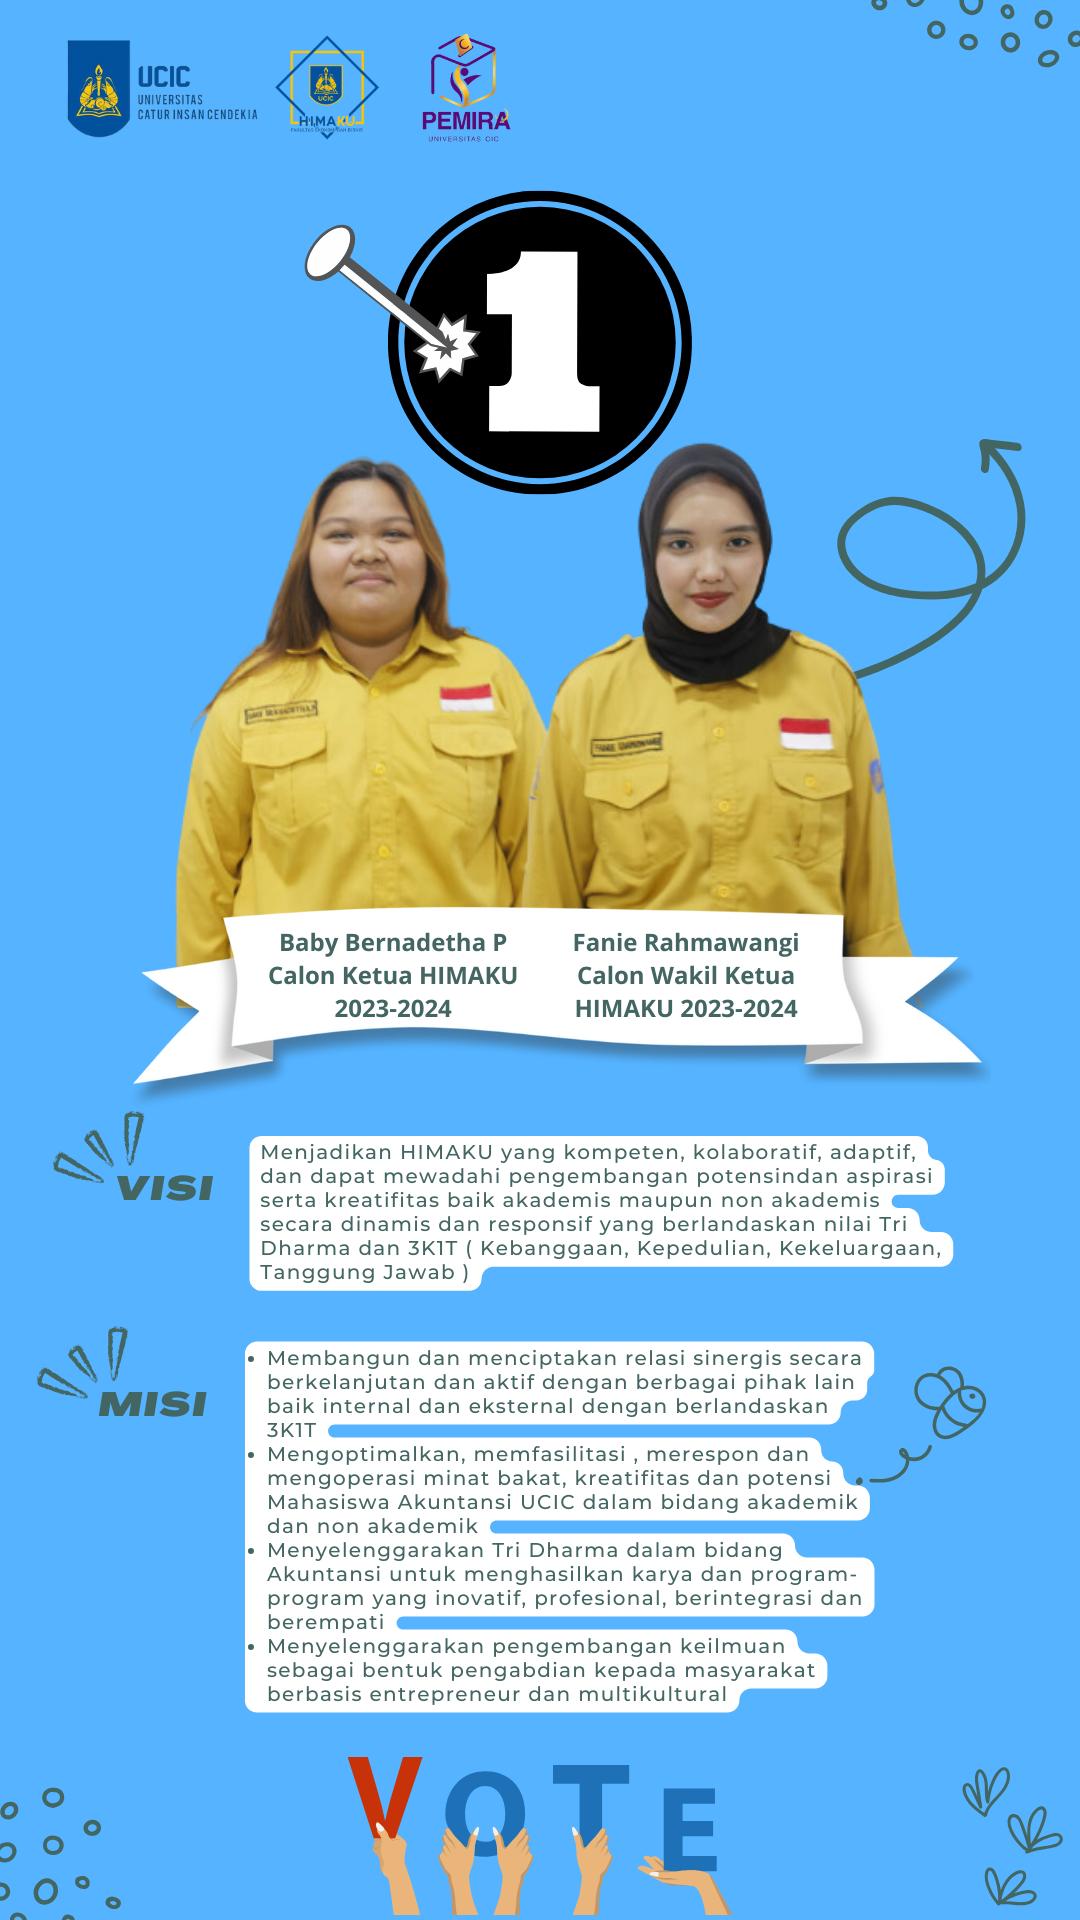 UCIC
UNIVERSITAS
CATUR INSAN CENDEKIA
UCIC
HIMAKU
FAKULTAS EKONOMI DAN BISNIS
PEMIRA
UNIVERSITAS CIC
1
Baby Bernadetha P
Calon Ketua HIMAKU
2023-2024
Fanie Rahmawangi
Calon Wakil Ketua
HIMAKU 2023-2024
VISI
Menjadikan HIMAKU yang kompeten, kolaboratif, adaptif,
dan dapat mewadahi pengembangan potensindan aspirasi
serta kreatifitas baik akademis maupun non akademis
secara dinamis dan responsif yang berlandaskan nilai Tri
Dharma dan 3K1T ( Kebanggaan, Kepedulian, Kekeluargaan,
Tanggung Jawab )
MISI
• Membangun dan menciptakan relasi sinergis secara
berkelanjutan dan aktif dengan berbagai pihak lain
baik internal dan eksternal dengan berlandaskan
3K1T
• Mengoptimalkan, memfasilitasi , merespon dan
mengoperasi minat bakat, kreatifitas dan potensi
Mahasiswa Akuntansi UCIC dalam bidang akademik
dan non akademik
• Menyelenggarakan Tri Dharma dalam bidang
Akuntansi untuk menghasilkan karya dan program-
program yang inovatif, profesional, berintegrasi dan
berempati
• Menyelenggarakan pengembangan keilmuan
sebagai bentuk pengabdian kepada masyarakat
berbasis entrepreneur dan multikultural
VOTE